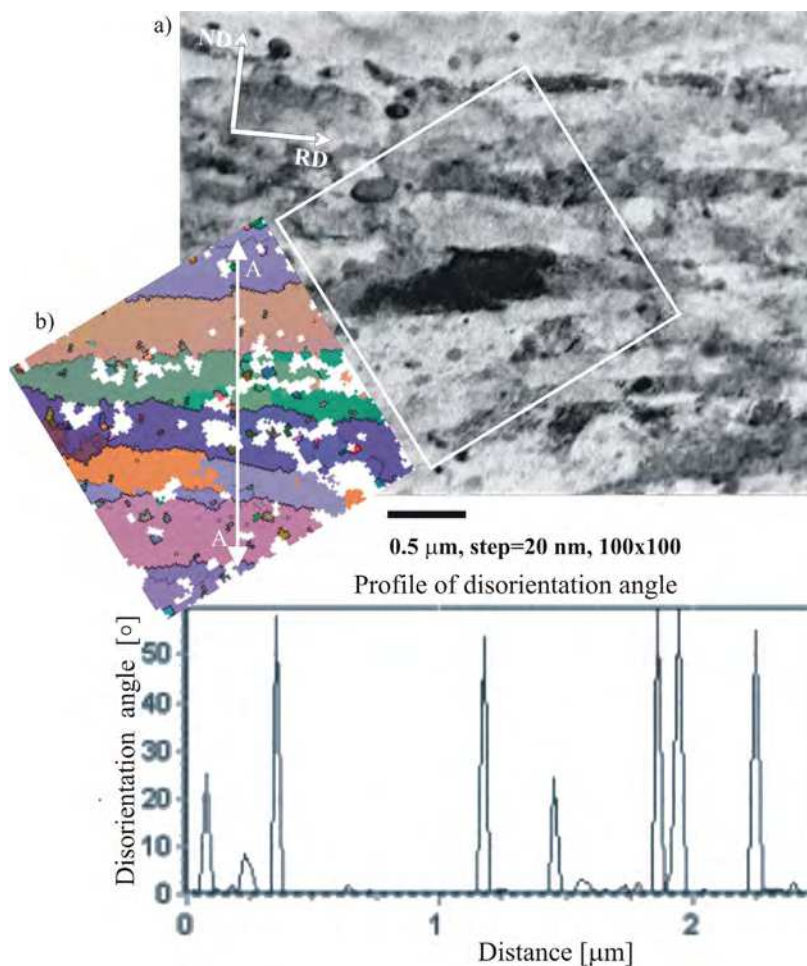 a)
ND
RD
A
b)
A
0.5 μm, step=20 nm, 100x100
Profile of disorientation angle
Disorientation angle [○]
50
40
30
20
10
0
0
1
2
Distance [μm]